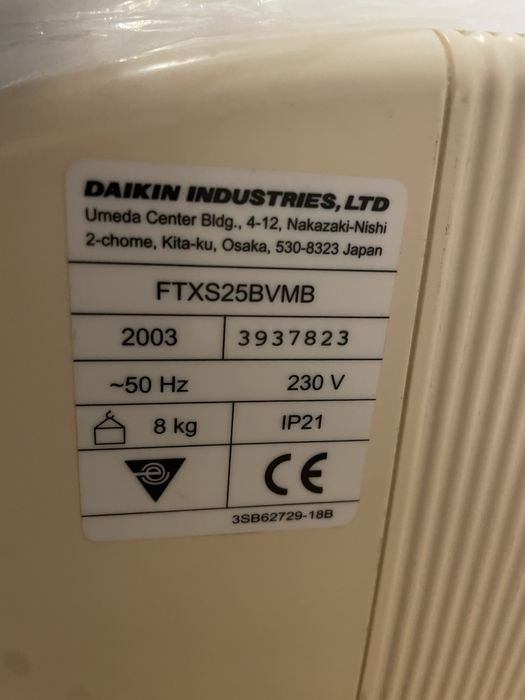 DAIKIN INDUSTRIES, LTD
Umeda Center Bldg., 4-12, Nakazaki-Nishi
2-chome, Kita-ku, Osaka, 530-8323 Japan
FTXS25BVMB
2003 3937823
~50 Hz 230 V
8 kg IP21
e CE
3SB62729-18B